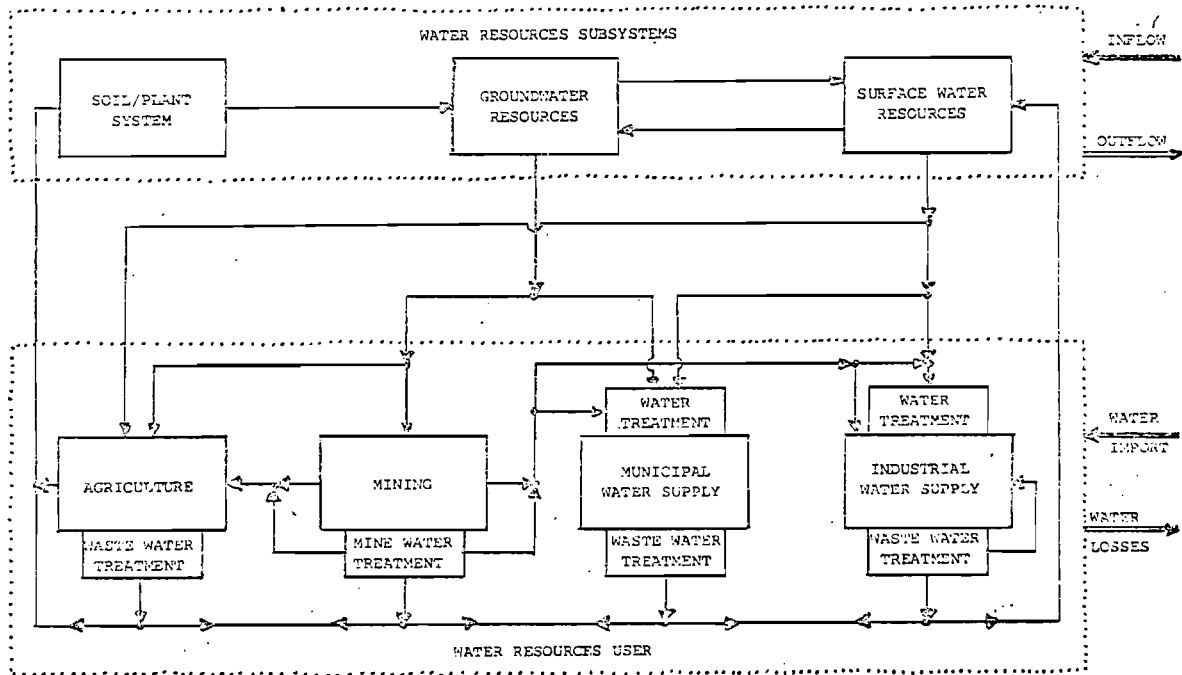 WATER RESOURCES SUBSYSTEMS
INFLOW
SOIL/PLANT
SYSTEM
GROUNDWATER
RESOURCES
SURFACE WATER
RESOURCES
OUTFLOW
WATER
TREATMENT
WATER
TREATMENT
WATER
IMPORT
AGRICULTURE
MINING
MUNICIPAL
WATER SUPPLY
INDUSTRIAL
WATER SUPPLY
WATER
LOSSES
WASTE WATER
TREATMENT
MINE WATER
TREATMENT
WASTE WATER
TREATMENT
WASTE WATER
TREATMENT
WATER RESOURCES USER